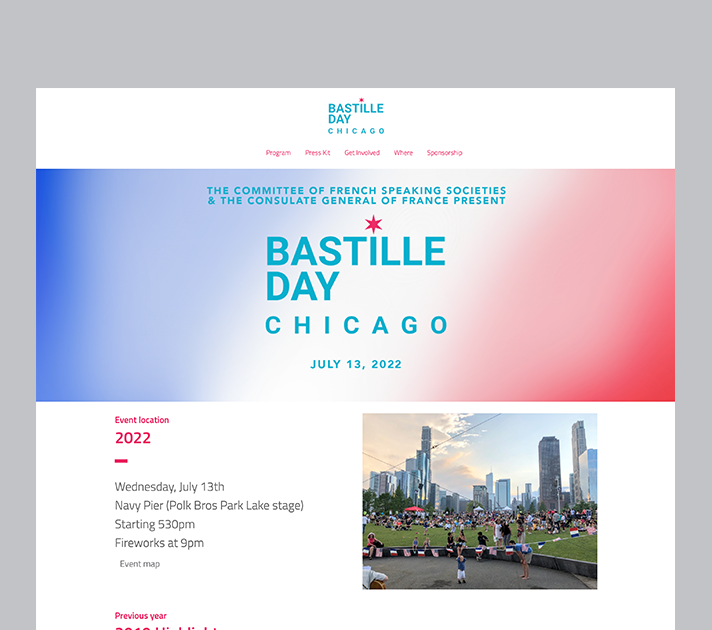 BASTILLE
DAY
CHICAGO
Program Press Kit Get Involved Where Sponsorship
THE COMMITTEE OF FRENCH SPEAKING SOCIETIES
& THE CONSULATE GENERAL OF FRANCE PRESENT
BASTILLE
DAY
CHICAGO
JULY 13, 2022
Event location
2022
Wednesday, July 13th
Navy Pier (Polk Bros Park Lake stage)
Starting 530pm
Fireworks at 9pm
Event map
Previous year
2019 Highlight